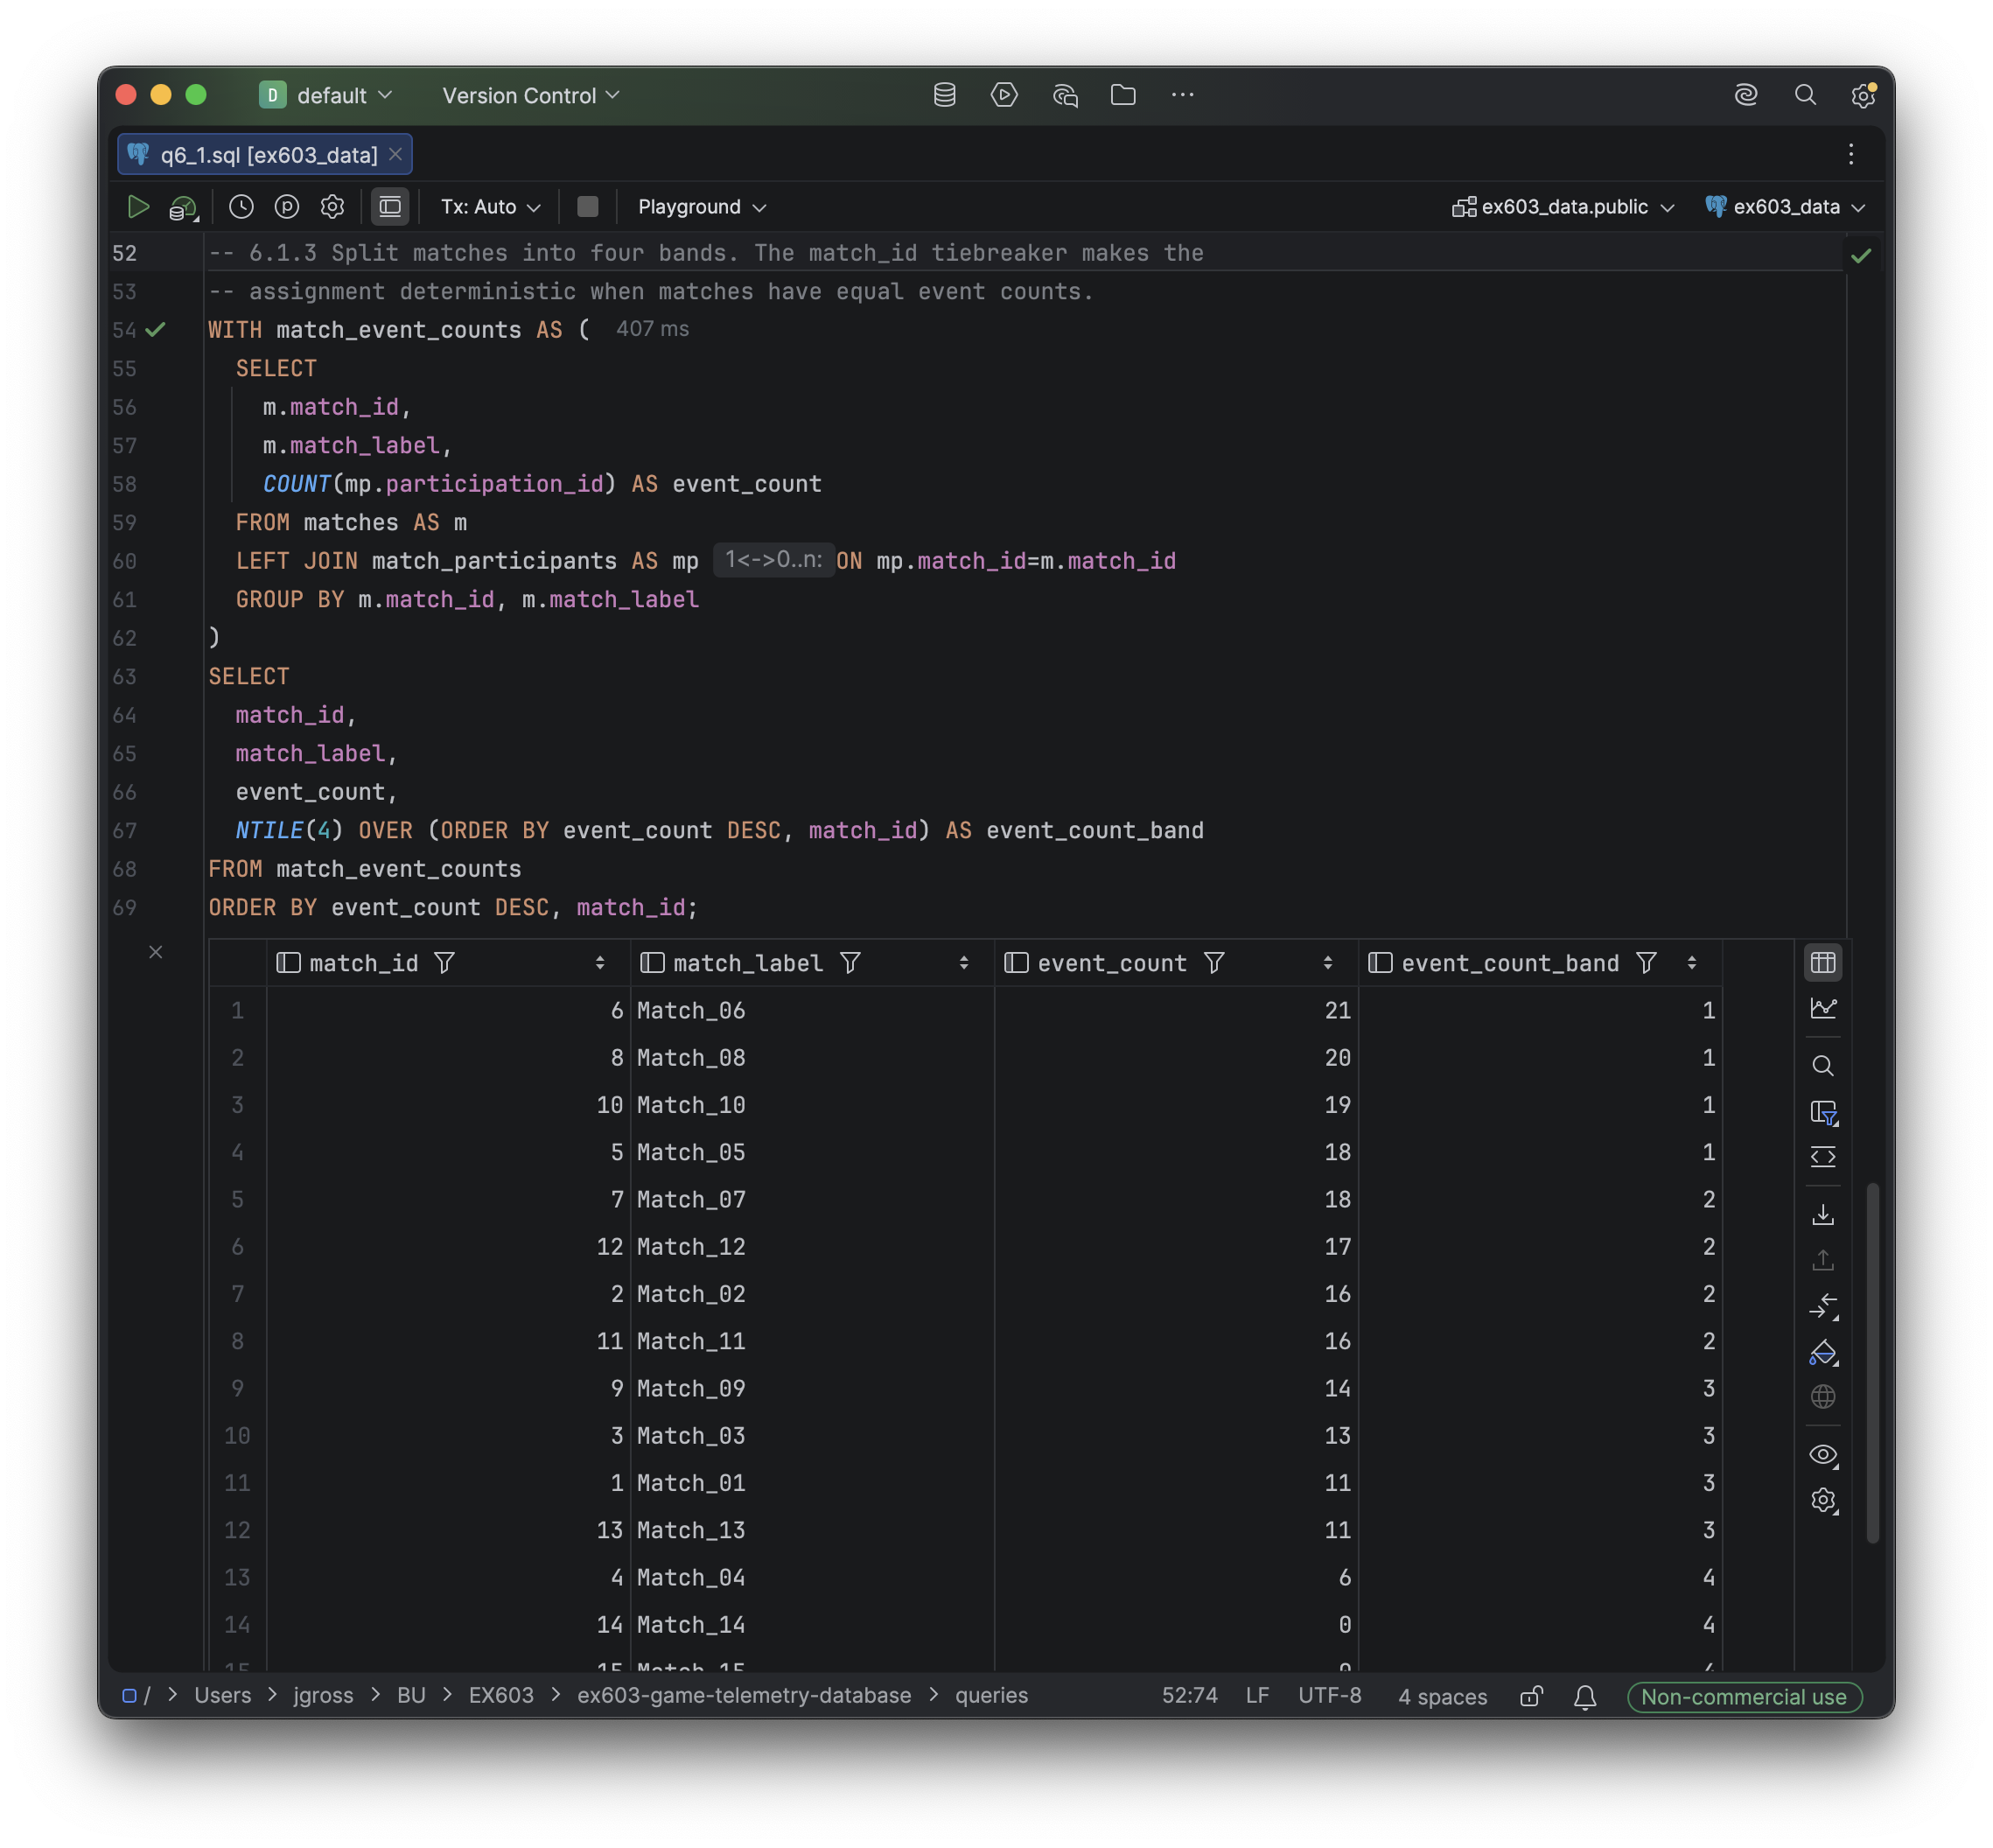 D default Version Control
q6_1.sql [ex603_data]
Tx: Auto Playground ex603_data.public ex603_data
52 -- 6.1.3 Split matches into four bands. The match_id tiebreaker makes the
53 -- assignment deterministic when matches have equal event counts.
54 WITH match_event_counts AS ( 407 ms
55 SELECT
56 m.match_id,
57 m.match_label,
58 COUNT(mp.participation_id) AS event_count
59 FROM matches AS m
60 LEFT JOIN match_participants AS mp 1<->0..n: ON mp.match_id=m.match_id
61 GROUP BY m.match_id, m.match_label
62 )
63 SELECT
64 match_id,
65 match_label,
66 event_count,
67 NTILE(4) OVER (ORDER BY event_count DESC, match_id) AS event_count_band
68 FROM match_event_counts
69 ORDER BY event_count DESC, match_id;
match_id match_label event_count event_count_band
1 6 Match_06 21 1
2 8 Match_08 20 1
3 10 Match_10 19 1
4 5 Match_05 18 1
5 7 Match_07 18 2
6 12 Match_12 17 2
7 2 Match_02 16 2
8 11 Match_11 16 2
9 9 Match_09 14 3
10 3 Match_03 13 3
11 1 Match_01 11 3
12 13 Match_13 11 3
13 4 Match_04 6 4
14 14 Match_14 0 4
15 15 Match_15 0 4
/ > Users > jgross > BU > EX603 > ex603-game-telemetry-database > queries 52:74 LF UTF-8 4 spaces Non-commercial use